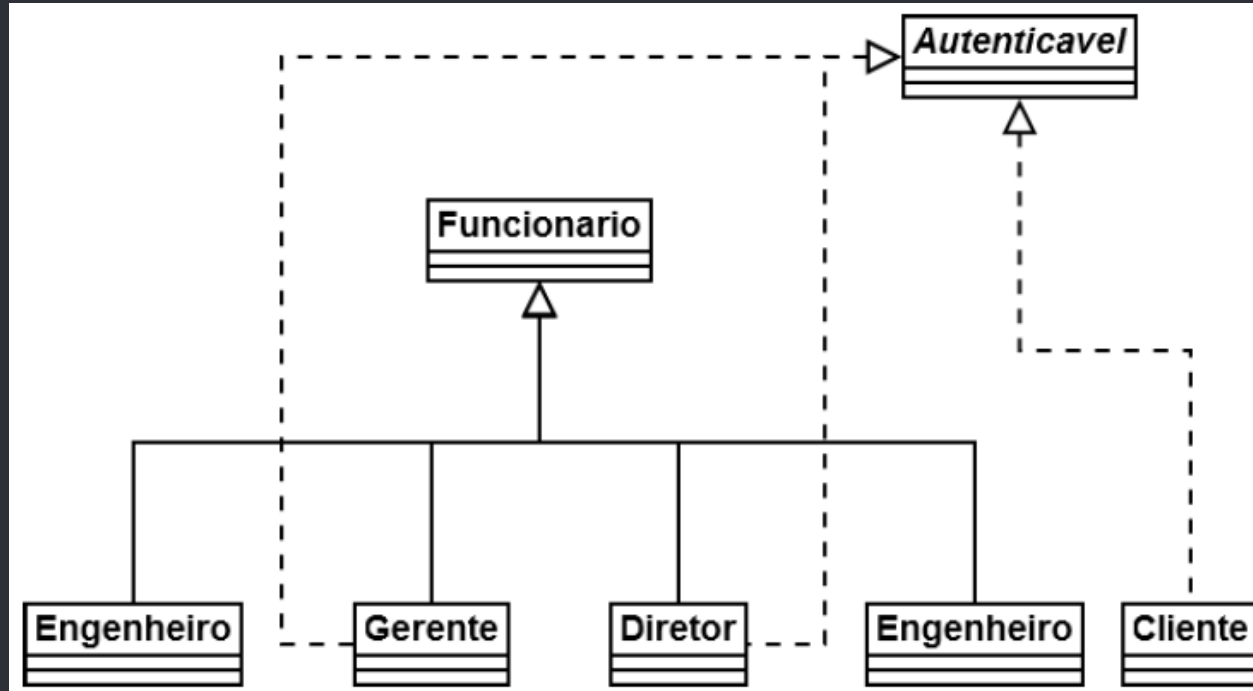 Autenticavel
Funcionario
Engenheiro
Gerente
Diretor
Engenheiro
Cliente